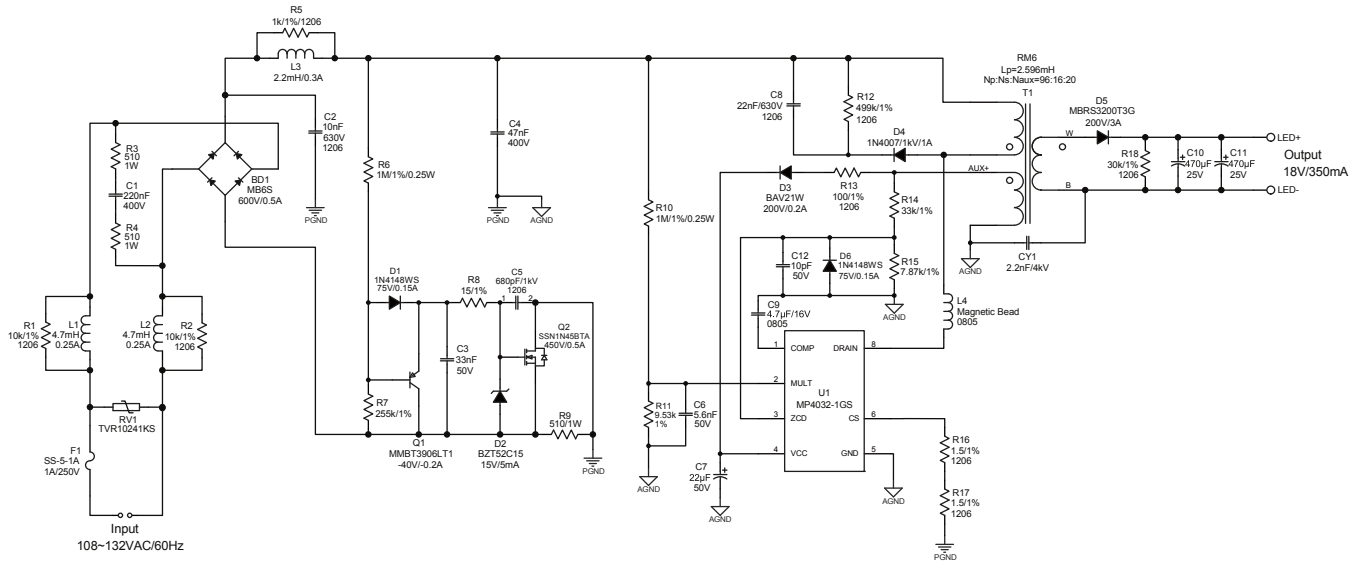 R5
1k/1%/1206
L3
2.2mH/0.3A
C2
10nF
630V
1206
PGND
R3
510
1W
C1
220nF
400V
R4
510
1W
BD1
MB6S
600V/0.5A
R1
10k/1%
1206
L1
4.7mH
0.25A
L2
4.7mH
0.25A
R2
10k/1%
1206
RV1
TVR10241KS
F1
SS-5-1A
1A/250V
Input
108~132VAC/60Hz
R6
1M/1%/0.25W
C4
47nF
400V
PGND
AGND
D1
1N4148WS
75V/0.15A
R8
15/1%
C5
680pF/1kV
1206
1
2
Q2
SSN1N45BTA
450V/0.5A
C3
33nF
50V
R7
255k/1%
Q1
MMBT3906LT1
-40V/-0.2A
D2
BZT52C15
15V/5mA
R9
510/1W
PGND
R10
1M/1%/0.25W
R11
9.53k
1%
C6
5.6nF
50V
AGND
C7
22µF
50V
+
AGND
C8
22nF/630V
1206
R12
499k/1%
1206
D4
1N4007/1kV/1A
D3
BAV21W
200V/0.2A
R13
100/1%
1206
AUX+
R14
33k/1%
C12
10pF
50V
D6
1N4148WS
75V/0.15A
R15
7.87k/1%
AGND
C9
4.7µF/16V
0805
L4
Magnetic Bead
0805
1
COMP
DRAIN
8
2
MULT
U1
MP4032-1GS
3
ZCD
CS
6
4
VCC
GND
5
AGND
R16
1.5/1%
1206
R17
1.5/1%
1206
PGND
RM6
Lp=2.596mH
Np:Ns:Naux=96:16:20
T1
W
B
D5
MBRS3200T3G
200V/3A
R18
30k/1%
1206
+
C10
470µF
25V
+
C11
470µF
25V
LED+
Output
18V/350mA
LED-
CY1
2.2nF/4kV
AGND